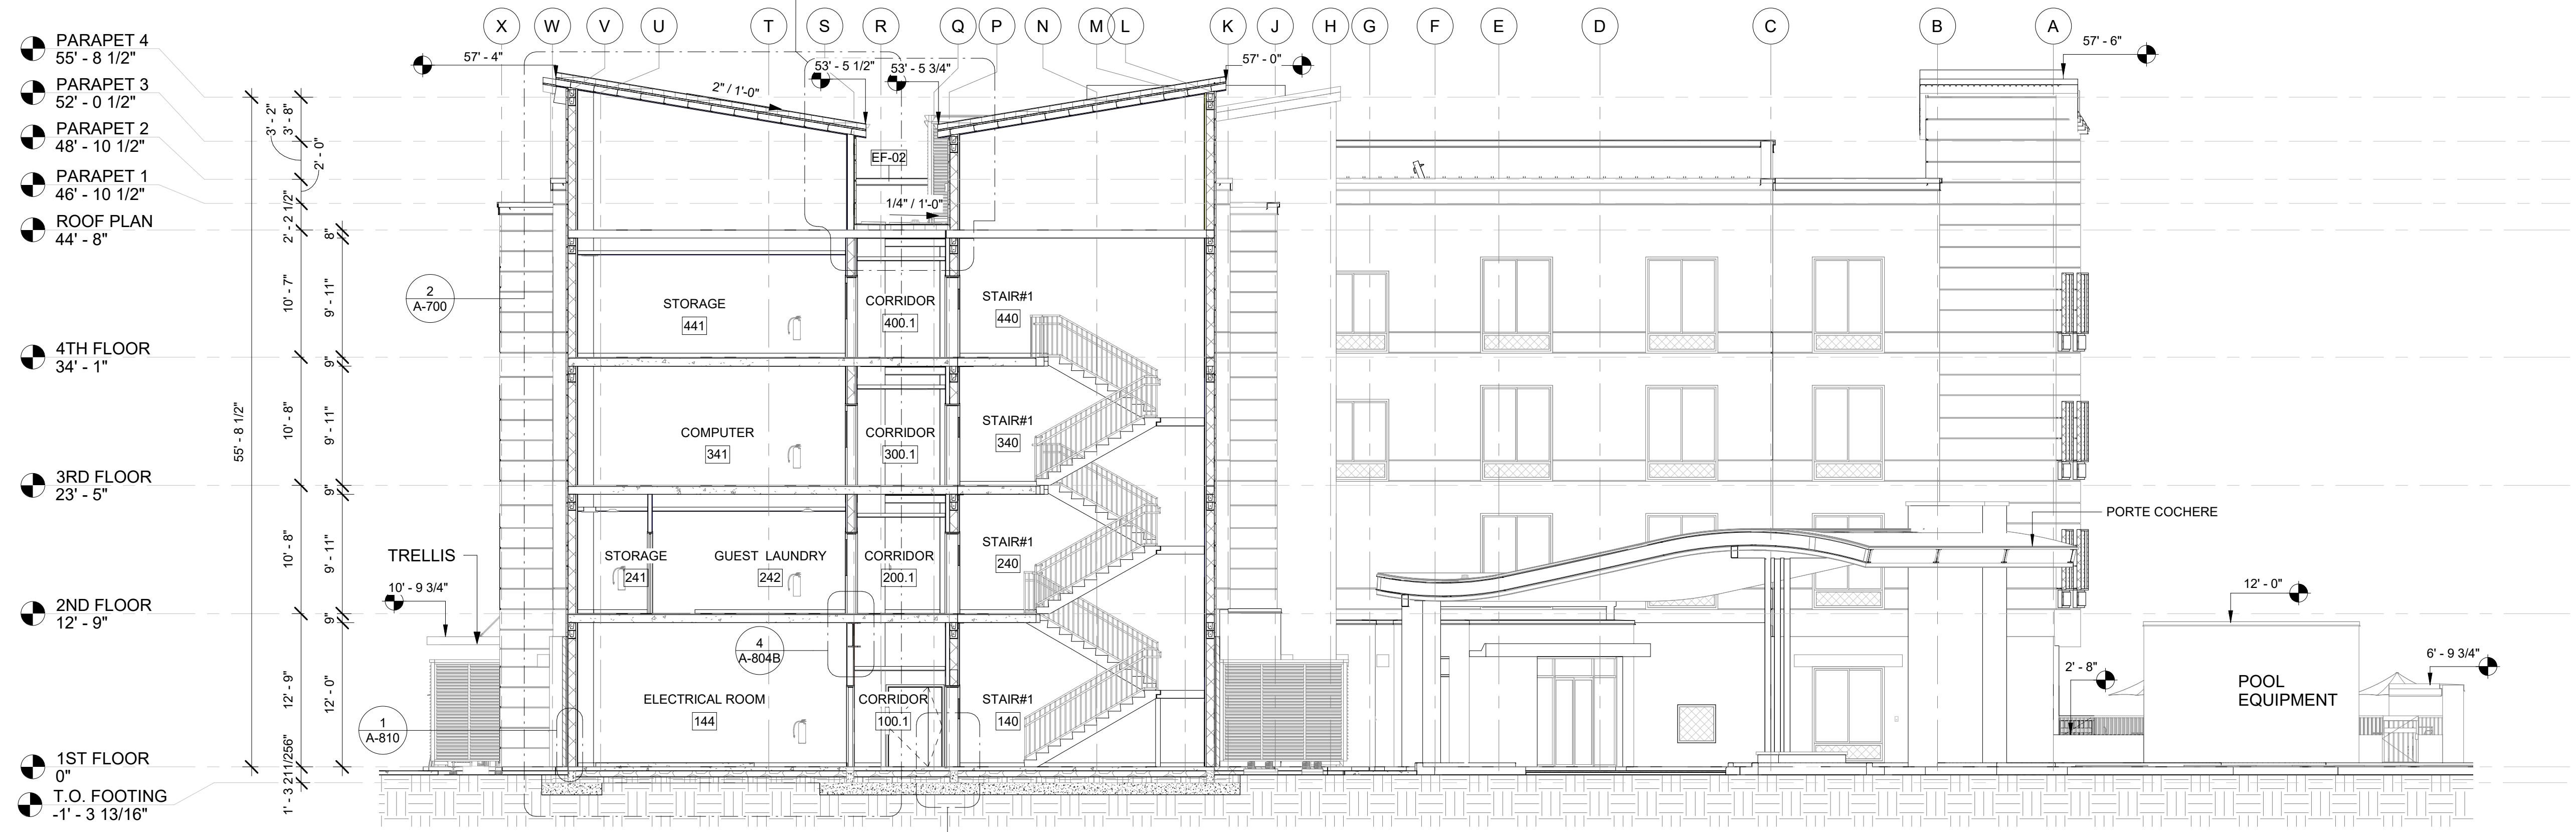 X W V U T S R Q P N M L K J H G F E D C B A
PARAPET 4
55' - 8 1/2"
PARAPET 3
52' - 0 1/2"
PARAPET 2
48' - 10 1/2"
PARAPET 1
46' - 10 1/2"
ROOF PLAN
44' - 8"
4TH FLOOR
34' - 1"
3RD FLOOR
23' - 5"
2ND FLOOR
12' - 9"
1ST FLOOR
0"
T.O. FOOTING
-1' - 3 13/16"
55' - 8 1/2"
3' - 2"
3' - 8"
2' - 0"
2' - 2 1/2"
10' - 7"
10' - 8"
10' - 8"
12' - 9"
1' - 3 211/256"
8"
9' - 11"
9"
9' - 11"
9"
9' - 11"
9"
12' - 0"
57' - 4"
2" / 1'-0"
53' - 5 1/2"
53' - 5 3/4"
57' - 0"
57' - 6"
EF-02
1/4" / 1'-0"
2
A-700
STORAGE
441
CORRIDOR
400.1
STAIR#1
440
COMPUTER
341
CORRIDOR
300.1
STAIR#1
340
STORAGE
241
GUEST LAUNDRY
242
CORRIDOR
200.1
STAIR#1
240
4
A-804B
ELECTRICAL ROOM
144
CORRIDOR
100.1
STAIR#1
140
1
A-810
TRELLIS
10' - 9 3/4"
PORTE COCHERE
12' - 0"
2' - 8"
6' - 9 3/4"
POOL
EQUIPMENT